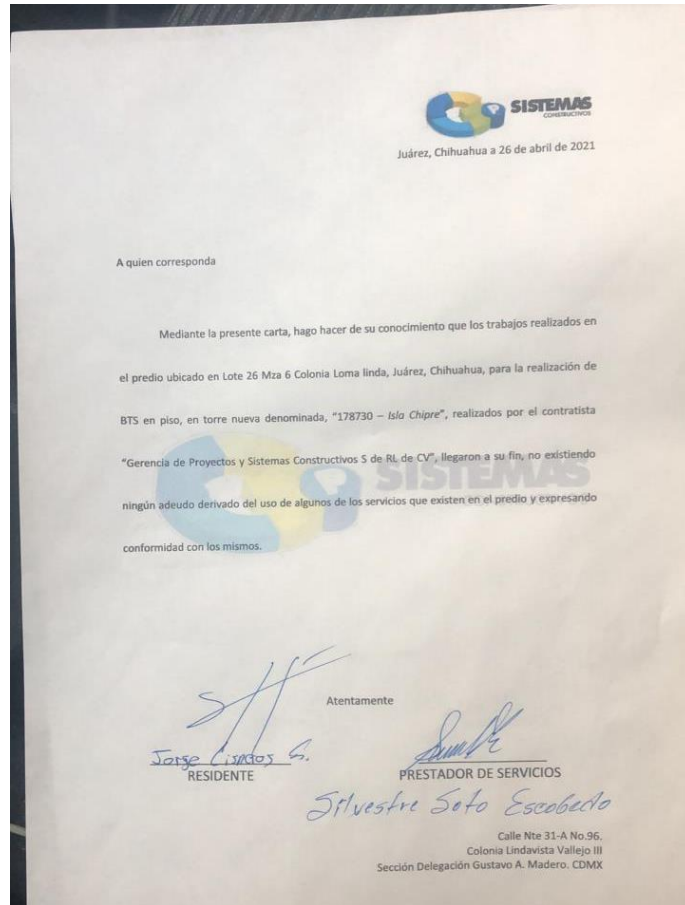 SISTEMAS
CONSTRUCTIVOS
Juárez, Chihuahua a 26 de abril de 2021
A quien corresponda
Mediante la presente carta, hago hacer de su conocimiento que los trabajos realizados en
el predio ubicado en Lote 26 Mza 6 Colonia Loma linda, Juárez, Chihuahua, para la realización de
BTS en piso, en torre nueva denominada, "178730 – Isla Chipre", realizados por el contratista
"Gerencia de Proyectos y Sistemas Constructivos S de RL de CV", llegaron a su fin, no existiendo
SISTEMAS
ningún adeudo derivado del uso de algunos de los servicios que existen en el predio y expresando
conformidad con los mismos.
Atentamente
Jorge G.
RESIDENTE
PRESTADOR DE SERVICIOS
Silvestre Soto Escobedo
Calle Nte 31-A No.96,
Colonia Lindavista Vallejo III
Sección Delegación Gustavo A. Madero. CDMX